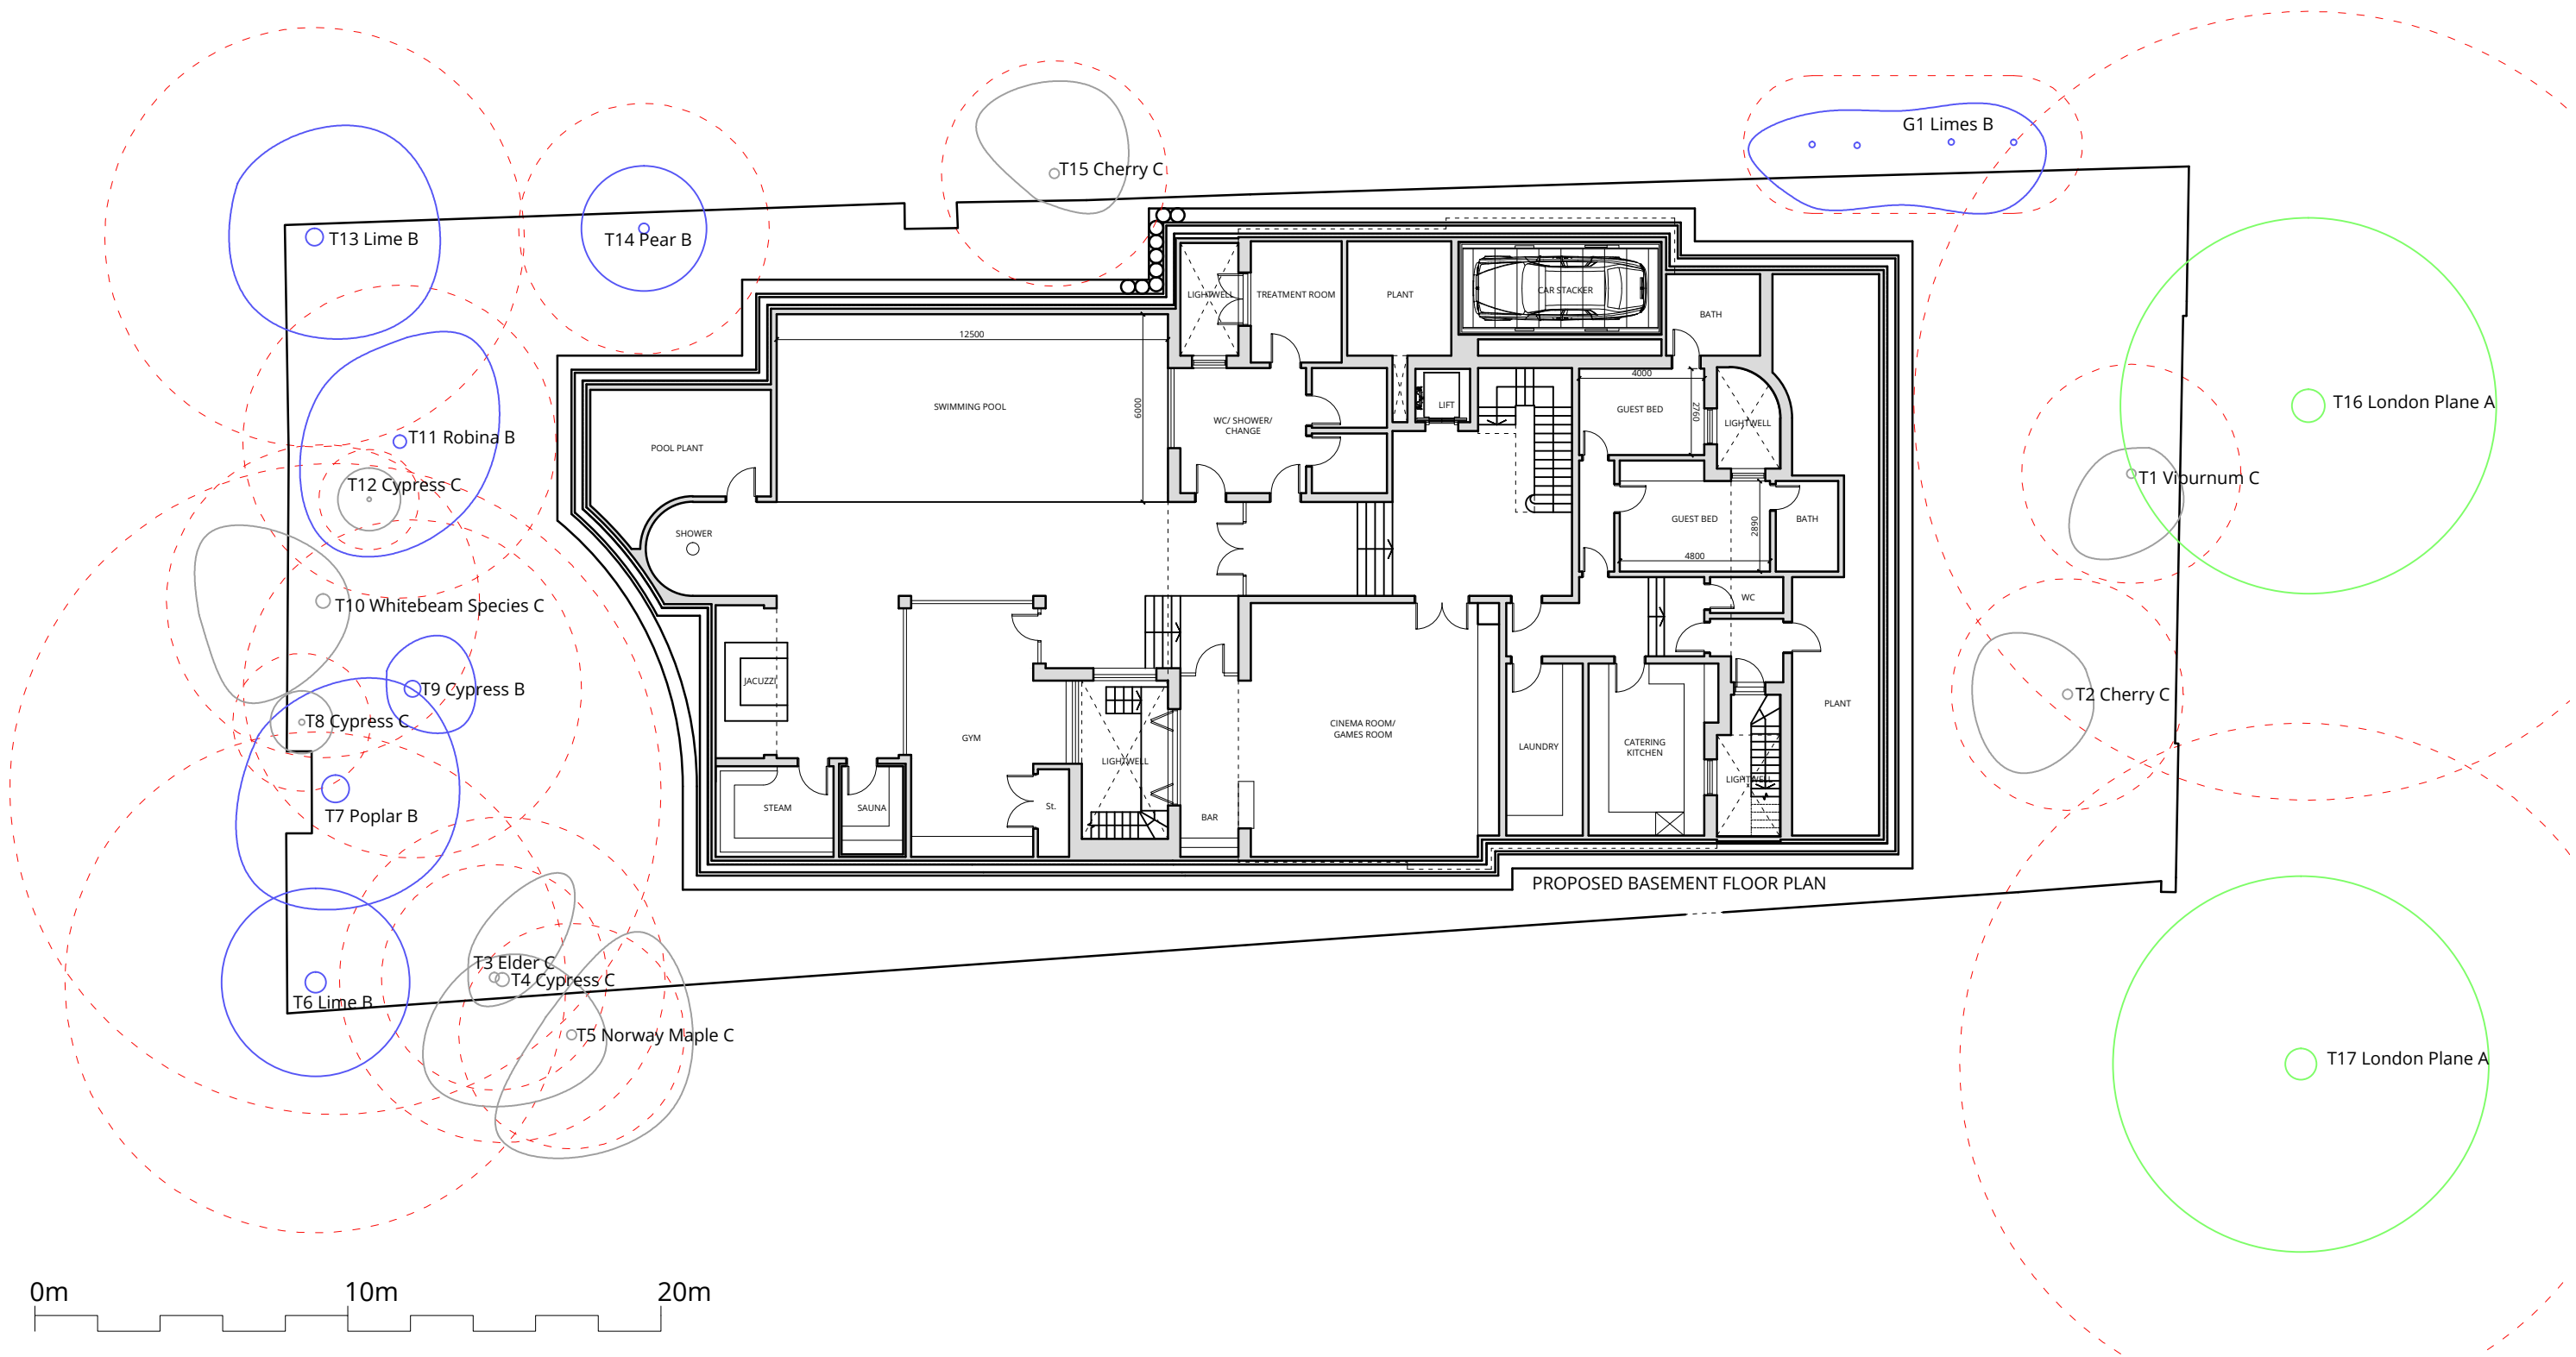 G1 Limes B
T15 Cherry C
T13 Lime B
T14 Pear B
LIGHTWELL
TREATMENT ROOM
PLANT
CAR STACKER
BATH
12500
4000
SWIMMING POOL
6000
WC/ SHOWER/
CHANGE
LIFT
GUEST BED
2760
LIGHTWELL
T16 London Plane A
T11 Robina B
POOL PLANT
T12 Cypress C
T1 Viburnum C
SHOWER
GUEST BED
2890
BATH
4800
T10 Whitebeam Species C
WC
T9 Cypress B
JACUZZI
T2 Cherry C
T8 Cypress C
PLANT
GYM
CINEMA ROOM/
GAMES ROOM
LAUNDRY
CATERING
KITCHEN
LIGHTWELL
LIGHTWELL
T7 Poplar B
STEAM
SAUNA
St.
BAR
PROPOSED BASEMENT FLOOR PLAN
T3 Elder C
T4 Cypress C
T6 Lime B
T5 Norway Maple C
T17 London Plane A
0m
10m
20m